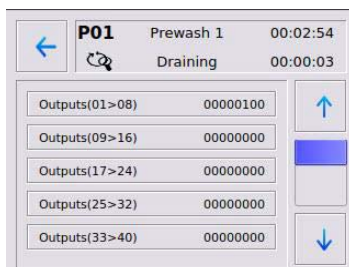 P01 Prewash 1 00:02:54
Draining 00:00:03
Outputs(01>08) 00000100
Outputs(09>16) 00000000
Outputs(17>24) 00000000
Outputs(25>32) 00000000
Outputs(33>40) 00000000